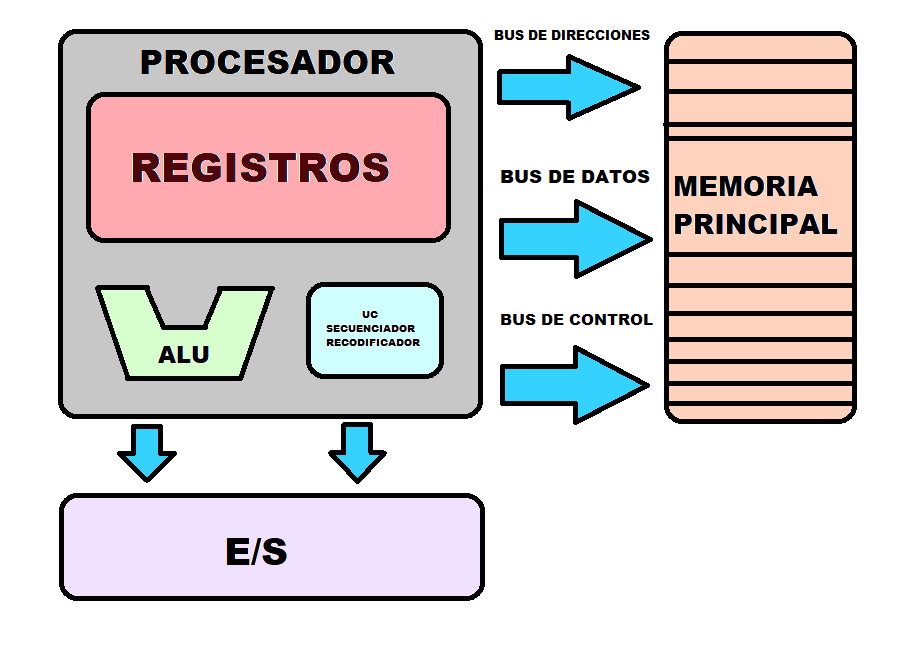 PROCESADOR
REGISTROS
ALU
UC
SECUENCIADOR
RECODIFICADOR
BUS DE DIRECCIONES
BUS DE DATOS
BUS DE CONTROL
MEMORIA
PRINCIPAL
E/S